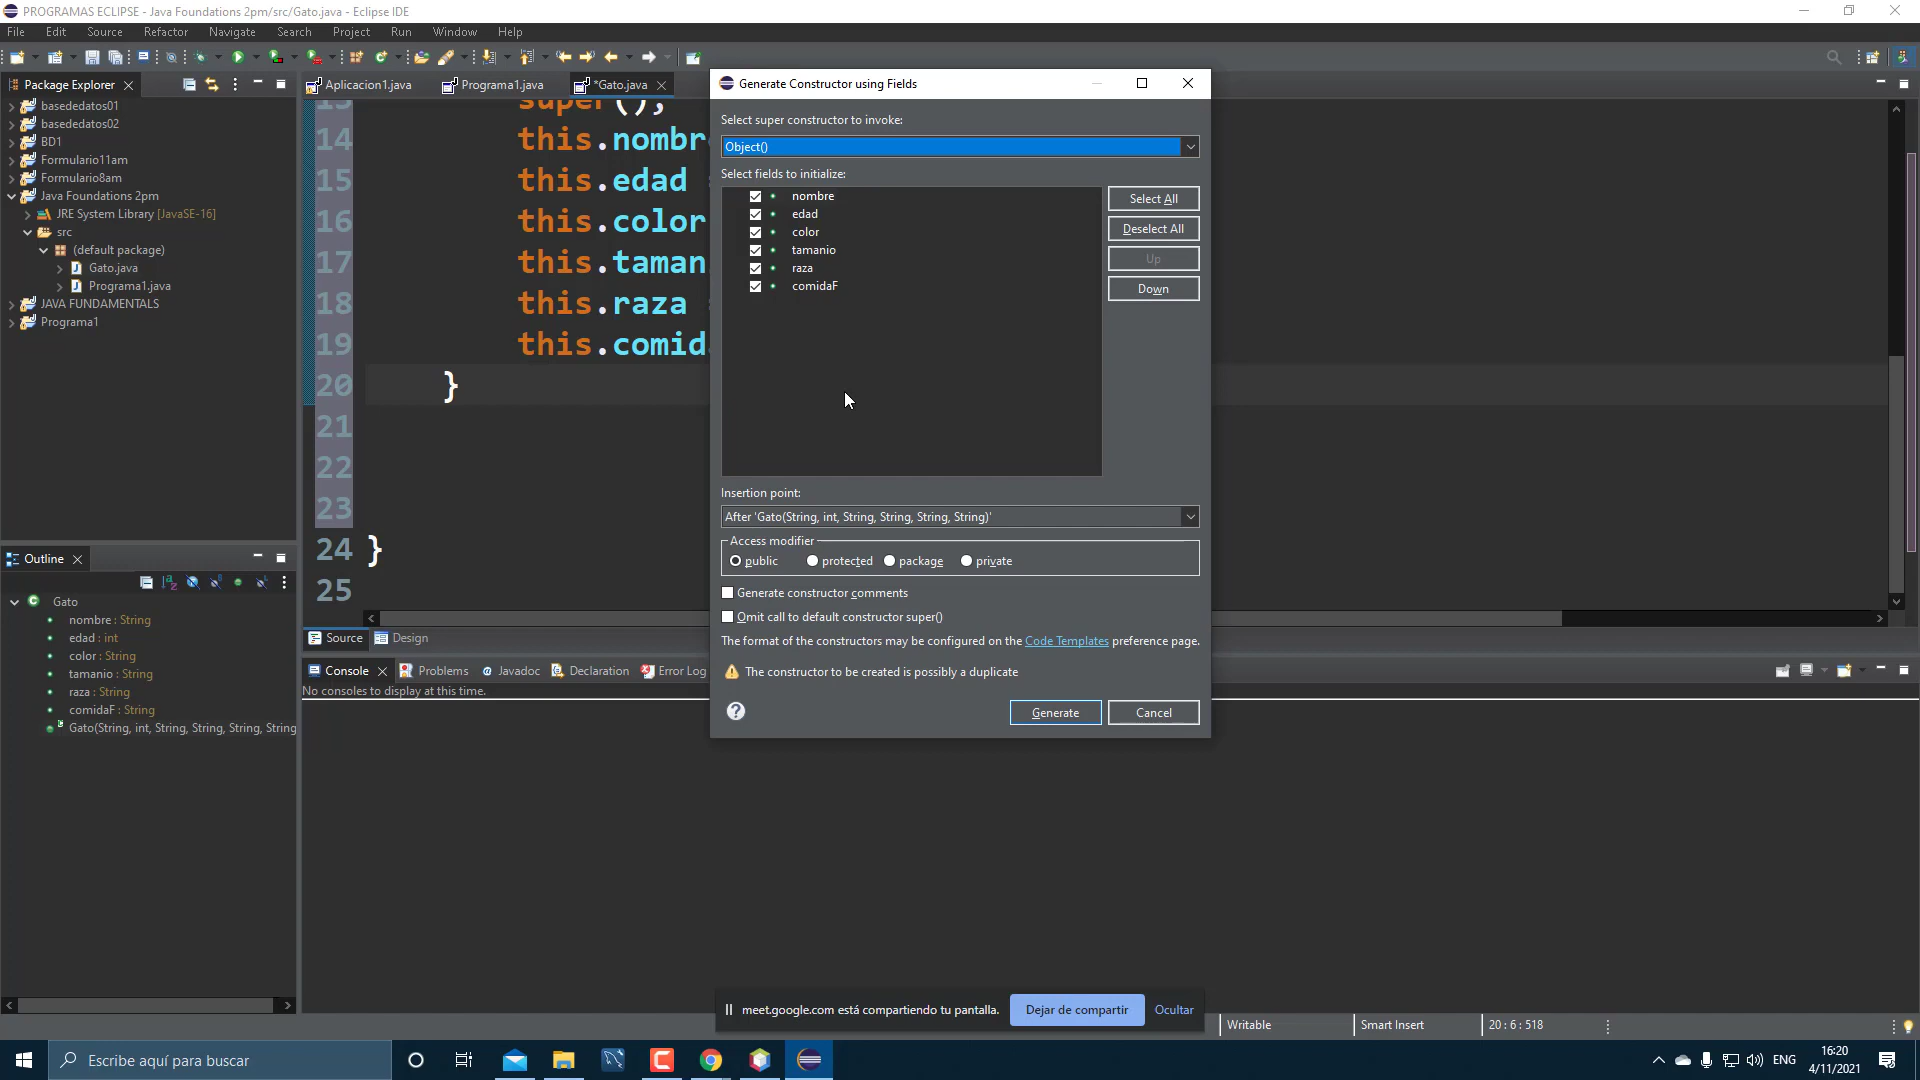 PROGRAMAS ECLIPSE - Java Foundations 2pm/src/Gato.java - Eclipse IDE
File Edit Source Refactor Navigate Search Project Run Window Help
Package Explorer
basededatos01
basededatos02
BD1
Formulario11am
Formulario8am
Java Foundations 2pm
JRE System Library [JavaSE-16]
src
(default package)
Gato.java
Programa1.java
JAVA FUNDAMENTALS
Programa1
Outline
Gato
nombre : String
edad : int
color : String
tamanio : String
raza : String
comidaF : String
Gato(String, int, String, String, String, String
Aplicacion1.java Programa1.java *Gato.java
13 super();
14 this.nombr
15 this.edad
16 this.color
17 this.taman
18 this.raza
19 this.comid
20 }
21
22
23
24 }
25
Source Design
Console Problems Javadoc Declaration Error Log
No consoles to display at this time.
Generate Constructor using Fields
Select super constructor to invoke:
Object()
Select fields to initialize:
nombre
edad
color
tamanio
raza
comidaF
Select All
Deselect All
Up
Down
Insertion point:
After 'Gato(String, int, String, String, String, String)'
Access modifier
public protected package private
Generate constructor comments
Omit call to default constructor super()
The format of the constructors may be configured on the Code Templates preference page.
The constructor to be created is possibly a duplicate
Generate Cancel
meet.google.com está compartiendo tu pantalla. Dejar de compartir Ocultar
Writable Smart Insert 20 : 6 : 518
Escribe aquí para buscar
ENG
16:20
4/11/2021